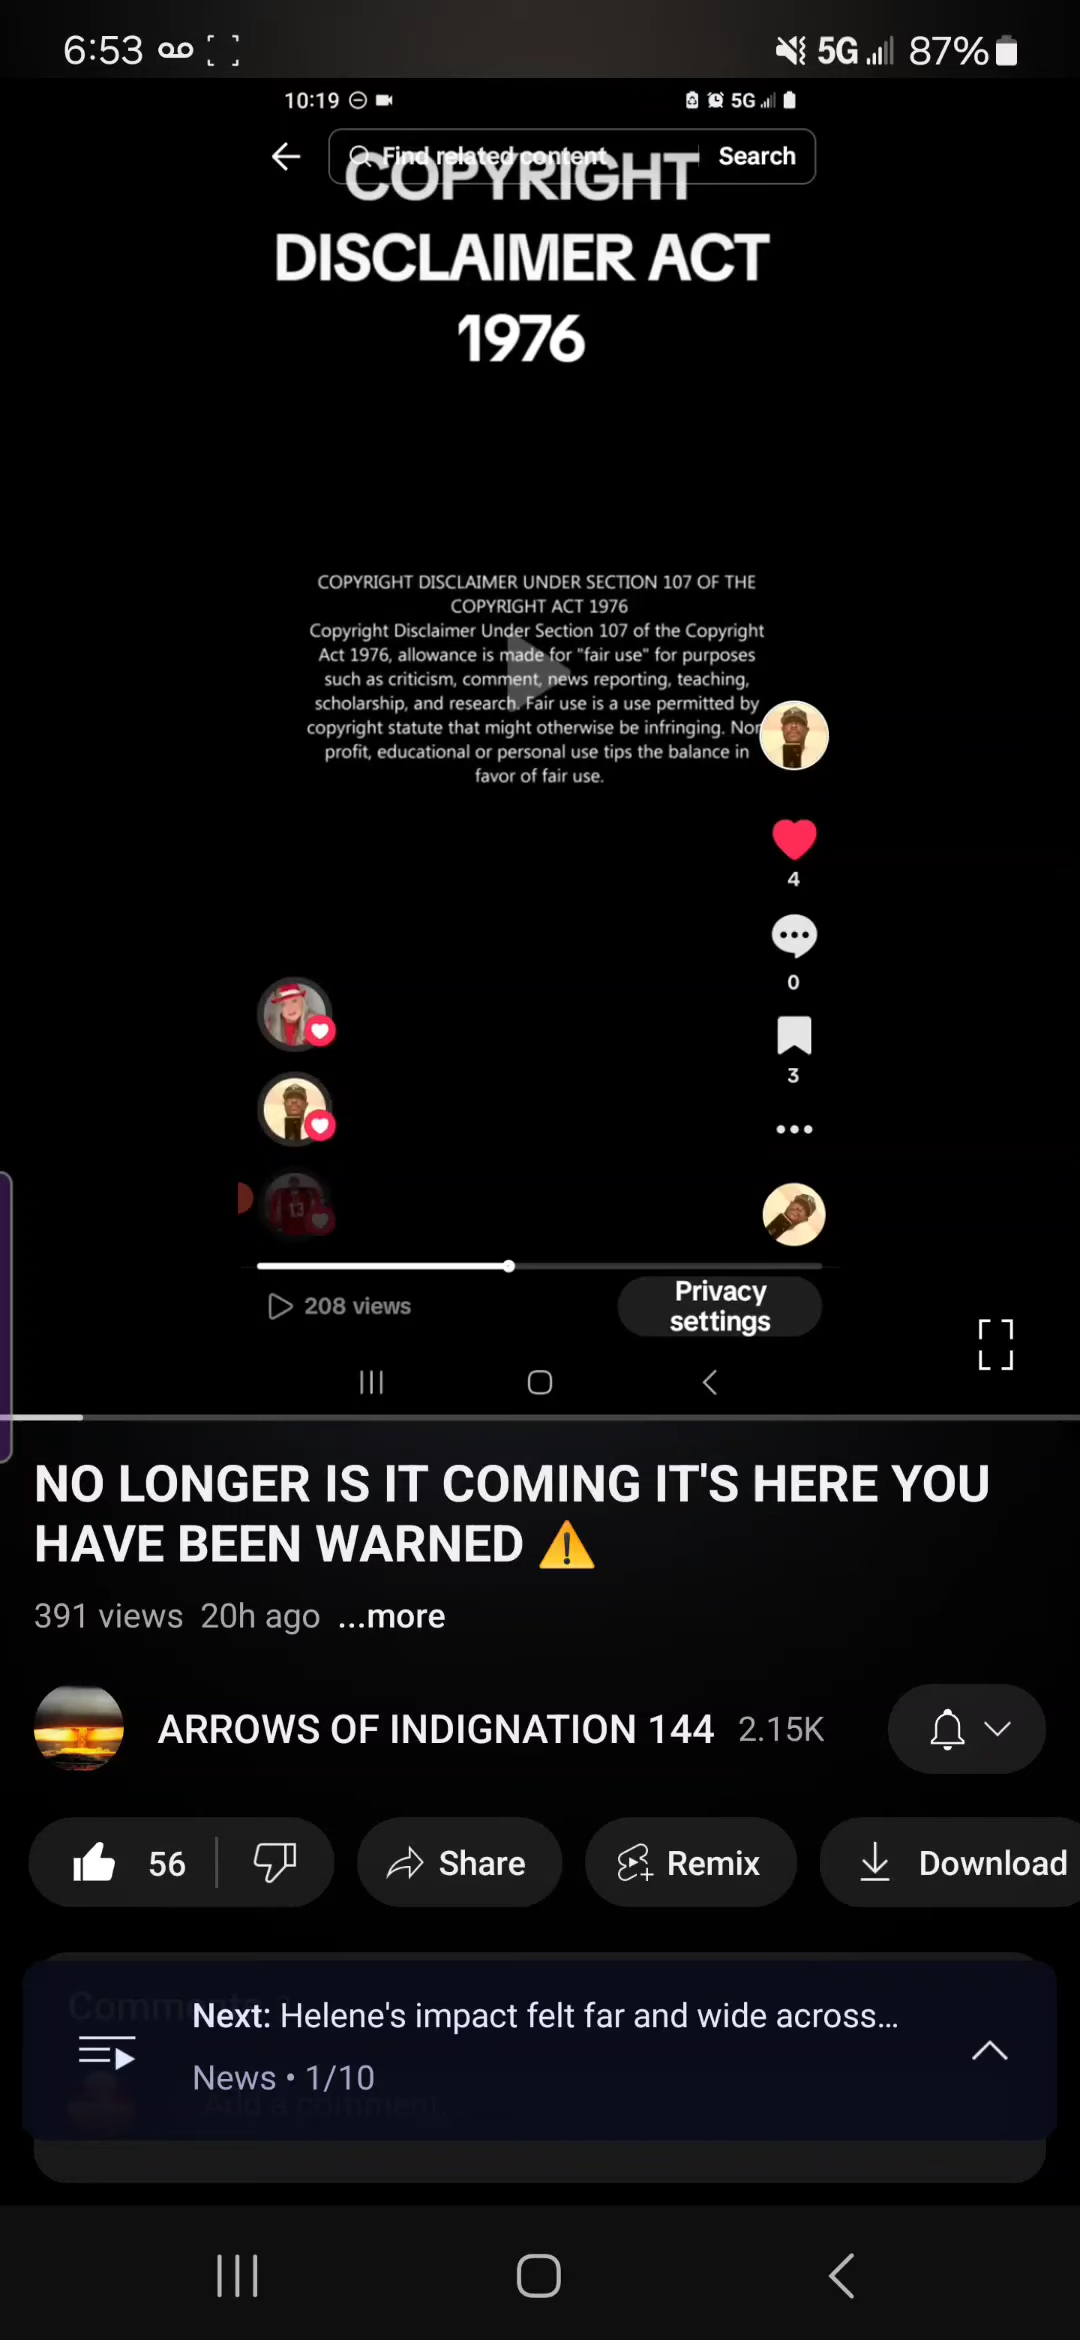 6:53
5G 87%
10:19
5G
Find related content
Search
COPYRIGHT
DISCLAIMER ACT
1976
COPYRIGHT DISCLAIMER UNDER SECTION 107 OF THE
COPYRIGHT ACT 1976
Copyright Disclaimer Under Section 107 of the Copyright
Act 1976, allowance is made for "fair use" for purposes
such as criticism, comment, news reporting, teaching,
scholarship, and research. Fair use is a use permitted by
copyright statute that might otherwise be infringing. Non
profit, educational or personal use tips the balance in
favor of fair use.
4
0
3
13
208 views
Privacy
settings
NO LONGER IS IT COMING IT'S HERE YOU
HAVE BEEN WARNED ⚠️
391 views 20h ago ...more
ARROWS OF INDIGNATION 144 2.15K
56
Share
Remix
Download
Comments
Next: Helene's impact felt far and wide across...
News • 1/10
Add a comment...